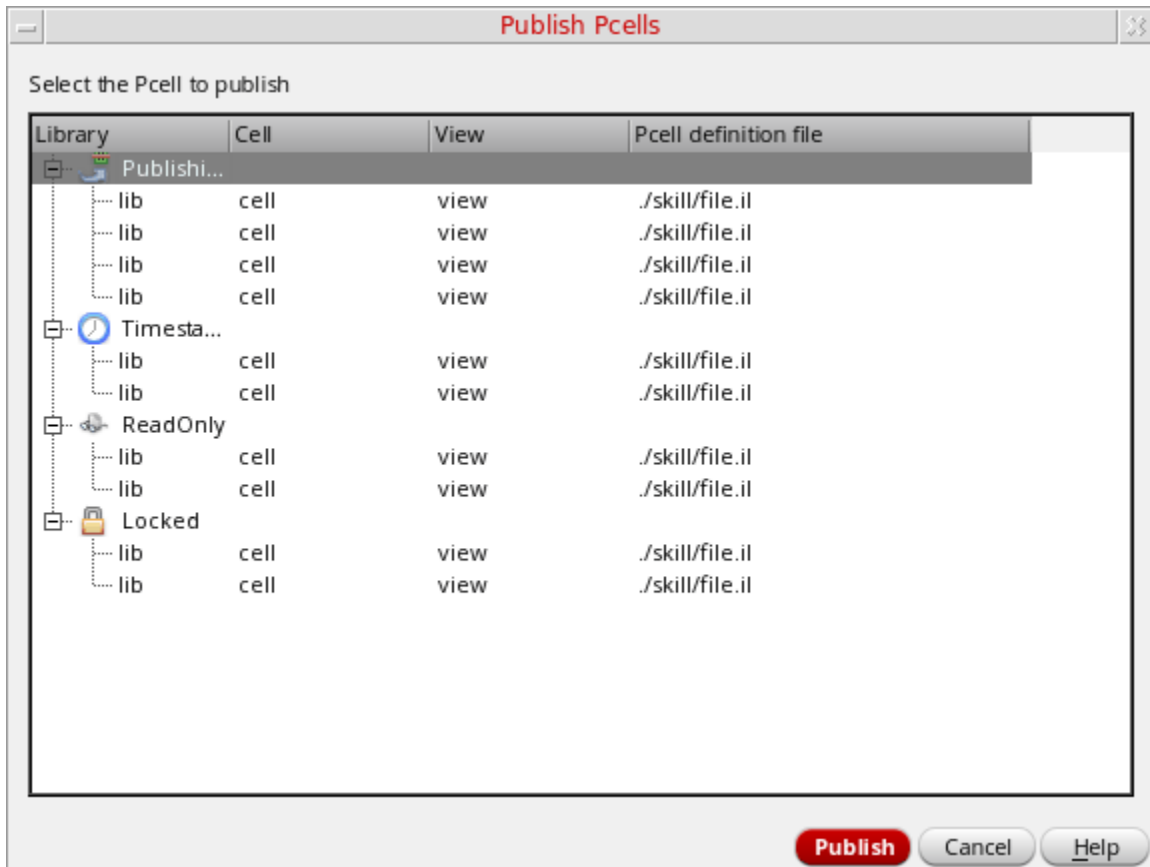 Publish Pcells
Select the Pcell to publish
Library Cell View Pcell definition file
Publishi...
lib cell view ./skill/file.il
lib cell view ./skill/file.il
lib cell view ./skill/file.il
lib cell view ./skill/file.il
Timesta...
lib cell view ./skill/file.il
lib cell view ./skill/file.il
ReadOnly
lib cell view ./skill/file.il
lib cell view ./skill/file.il
Locked
lib cell view ./skill/file.il
lib cell view ./skill/file.il
Publish Cancel Help